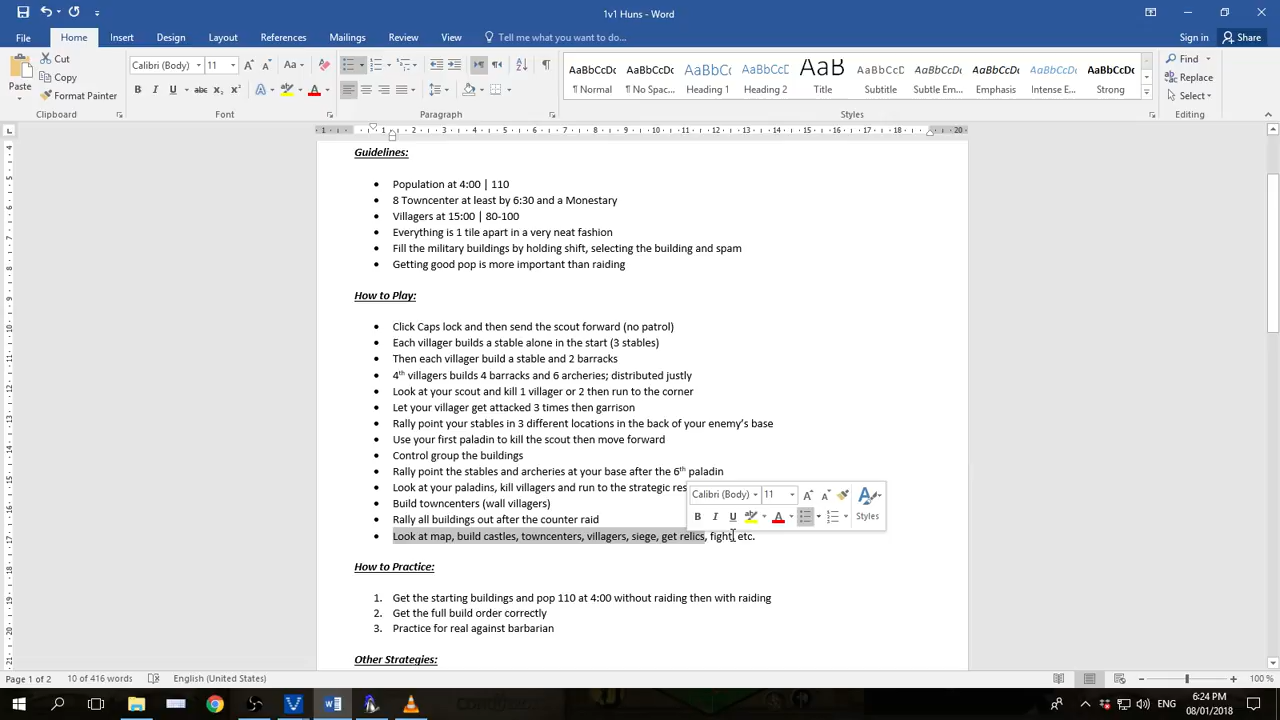 1v1 Huns - Word
File Home Insert Design Layout References Mailings Review View Tell me what you want to do... Sign in Share
Paste
Cut
Copy
Format Painter
Clipboard
Calibri (Body) 11
Font
Paragraph
AaBbCcDc AaBbCcDc AaBbCc AaBbCcD AaB AaBbCcD AaBbCcDc AaBbCcDc AaBbCcDc AaBbCcDc
¶ Normal ¶ No Spac... Heading 1 Heading 2 Title Subtitle Subtle Em... Emphasis Intense E... Strong
Styles
Find
Replace
Select
Editing
Guidelines:
• Population at 4:00 | 110
• 8 Towncenter at least by 6:30 and a Monestary
• Villagers at 15:00 | 80-100
• Everything is 1 tile apart in a very neat fashion
• Fill the military buildings by holding shift, selecting the building and spam
• Getting good pop is more important than raiding
How to Play:
• Click Caps lock and then send the scout forward (no patrol)
• Each villager builds a stable alone in the start (3 stables)
• Then each villager build a stable and 2 barracks
• 4th villagers builds 4 barracks and 6 archeries; distributed justly
• Look at your scout and kill 1 villager or 2 then run to the corner
• Let your villager get attacked 3 times then garrison
• Rally point your stables in 3 different locations in the back of your enemy's base
• Use your first paladin to kill the scout then move forward
• Control group the buildings
• Rally point the stables and archeries at your base after the 6th paladin
• Look at your paladins, kill villagers and run to the strategic res
• Build towncenters (wall villagers)
• Rally all buildings out after the counter raid
• Look at map, build castles, towncenters, villagers, siege, get relics, fight, etc.
Calibri (Body) 11
Styles
How to Practice:
1. Get the starting buildings and pop 110 at 4:00 without raiding then with raiding
2. Get the full build order correctly
3. Practice for real against barbarian
Other Strategies:
Page 1 of 2 10 of 416 words English (United States) 100 %
ENG 6:24 PM
08/01/2018